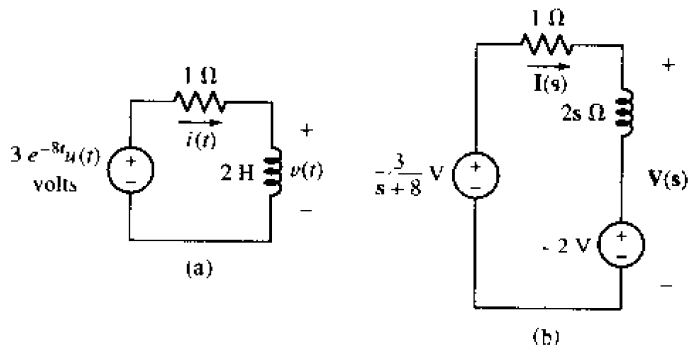 1 Ω
i(t)
3 e^{-8t}u(t)
volts
+
−
2 H
+
v(t)
−
(a)
1 Ω
I(s)
+
2s Ω
3
s + 8
V
+
−
V(s)
- 2 V
+
−
−
(b)